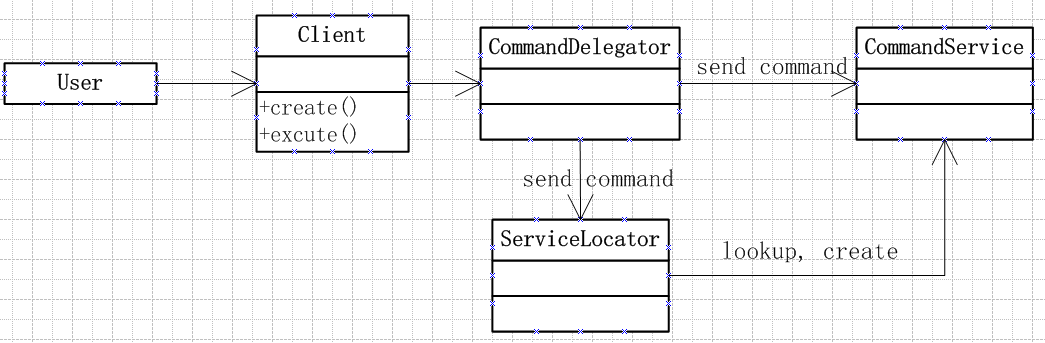 User
Client
+create()
+excute()
CommandDelegator
send command
CommandService
send command
ServiceLocator
lookup, create